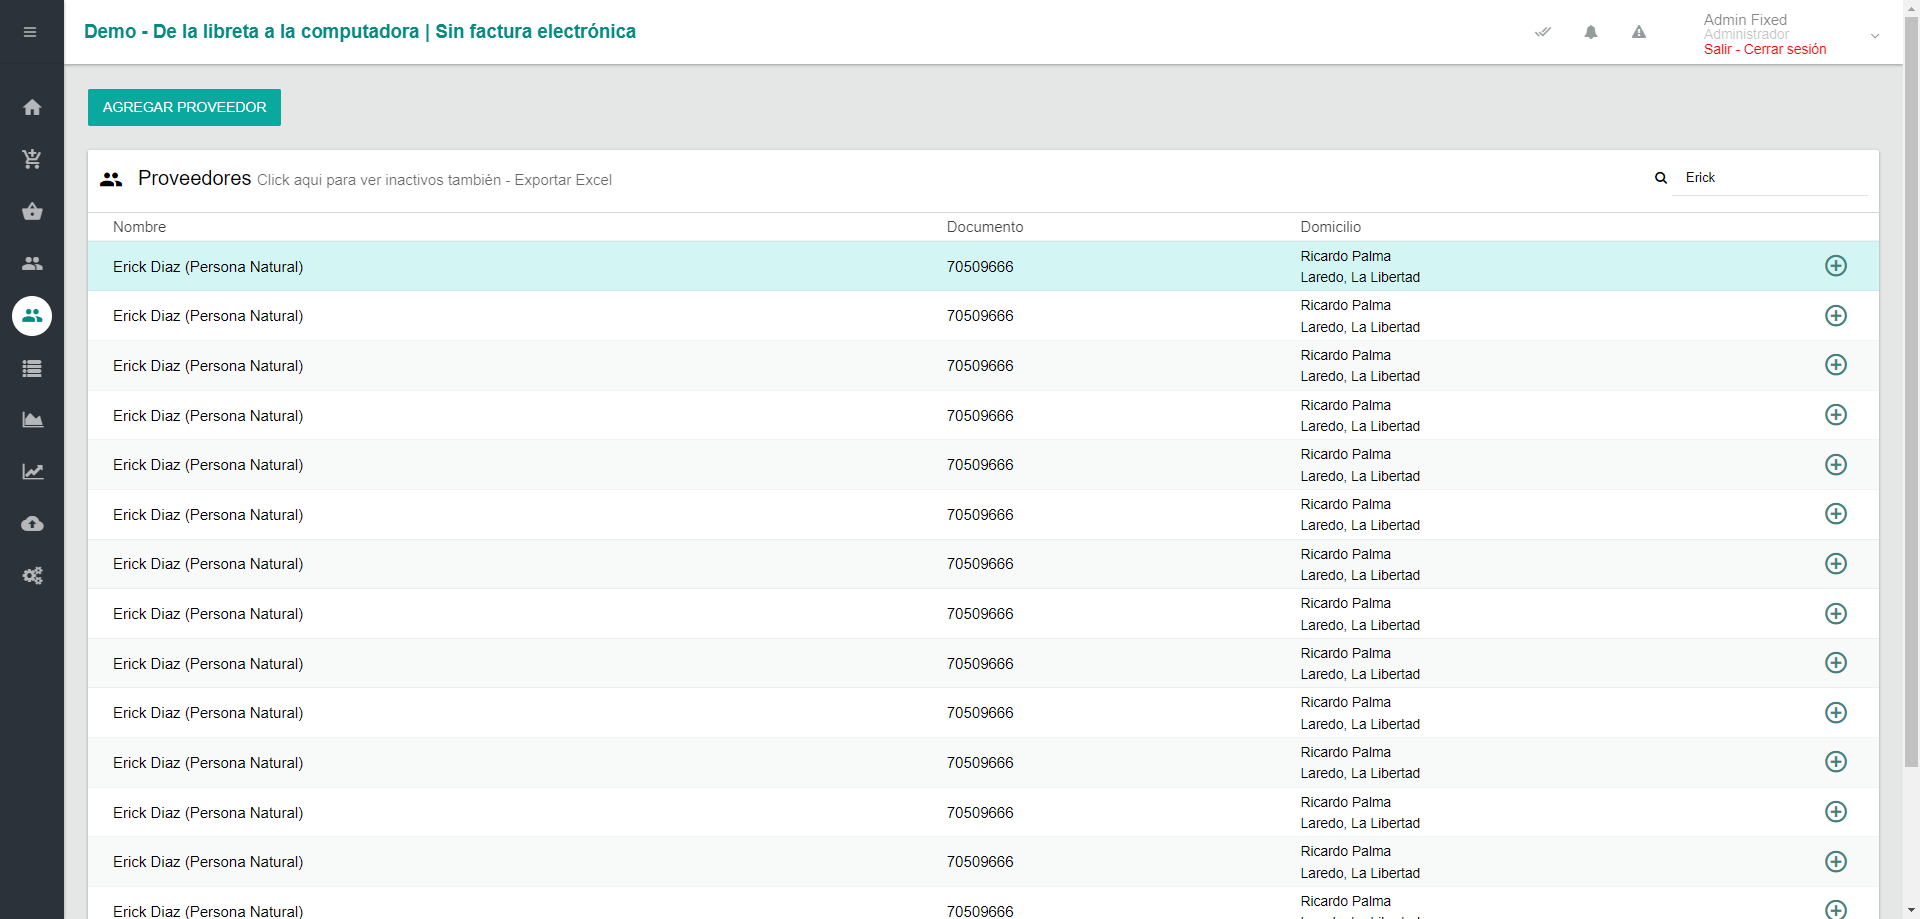 Demo - De la libreta a la computadora | Sin factura electrónica
Admin Fixed
Administrador
Salir - Cerrar sesión
AGREGAR PROVEEDOR
Proveedores Click aqui para ver inactivos también - Exportar Excel
Erick
Nombre Documento Domicilio
Erick Diaz (Persona Natural) 70509666 Ricardo Palma
Laredo, La Libertad
Erick Diaz (Persona Natural) 70509666 Ricardo Palma
Laredo, La Libertad
Erick Diaz (Persona Natural) 70509666 Ricardo Palma
Laredo, La Libertad
Erick Diaz (Persona Natural) 70509666 Ricardo Palma
Laredo, La Libertad
Erick Diaz (Persona Natural) 70509666 Ricardo Palma
Laredo, La Libertad
Erick Diaz (Persona Natural) 70509666 Ricardo Palma
Laredo, La Libertad
Erick Diaz (Persona Natural) 70509666 Ricardo Palma
Laredo, La Libertad
Erick Diaz (Persona Natural) 70509666 Ricardo Palma
Laredo, La Libertad
Erick Diaz (Persona Natural) 70509666 Ricardo Palma
Laredo, La Libertad
Erick Diaz (Persona Natural) 70509666 Ricardo Palma
Laredo, La Libertad
Erick Diaz (Persona Natural) 70509666 Ricardo Palma
Laredo, La Libertad
Erick Diaz (Persona Natural) 70509666 Ricardo Palma
Laredo, La Libertad
Erick Diaz (Persona Natural) 70509666 Ricardo Palma
Laredo, La Libertad
Erick Diaz (Persona Natural) 70509666 Ricardo Palma